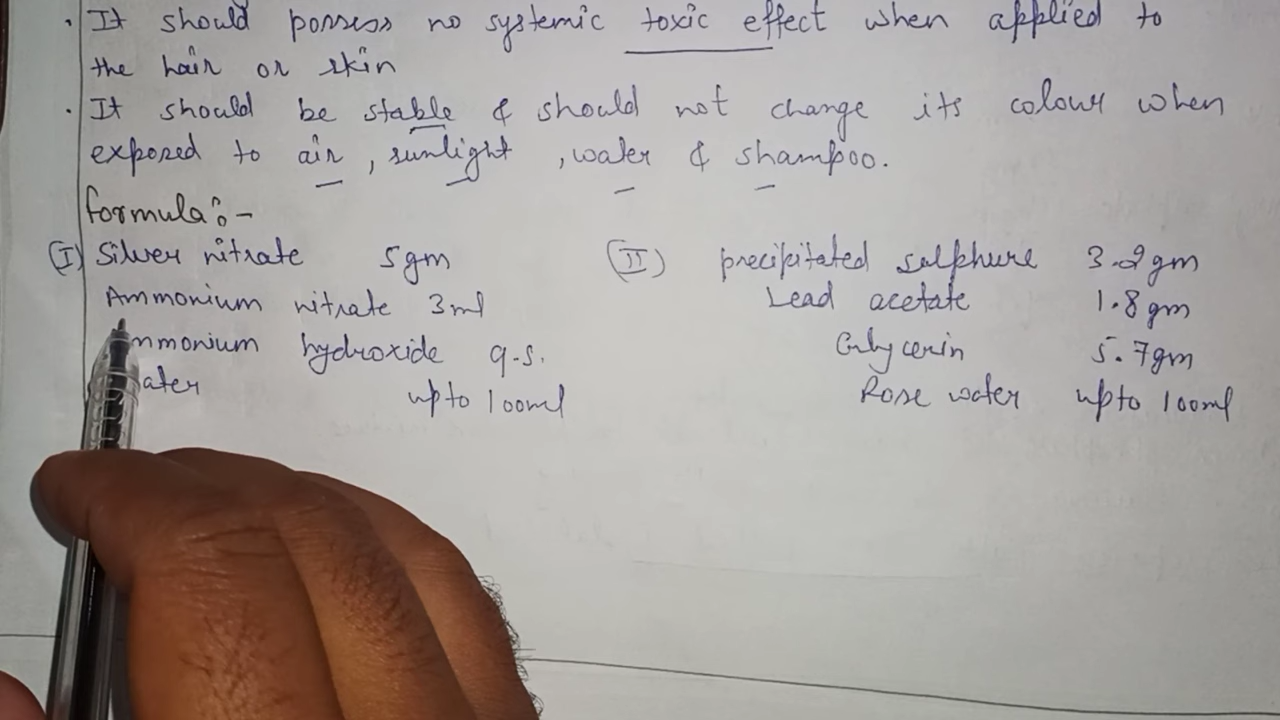 · It should possess no systemic toxic effect when applied to
the hair or skin
· It should be stable & should not change its colour when
exposed to air, sunlight, water & shampoo.
formula:-
(I) Silver nitrate 5gm
Ammonium nitrate 3ml
mmonium hydroxide q.s.
ater upto 100ml
(II) precipitated sulphure 3.2gm
Lead acetate 1.8gm
Glycerin 5.7gm
Rose water upto 100ml